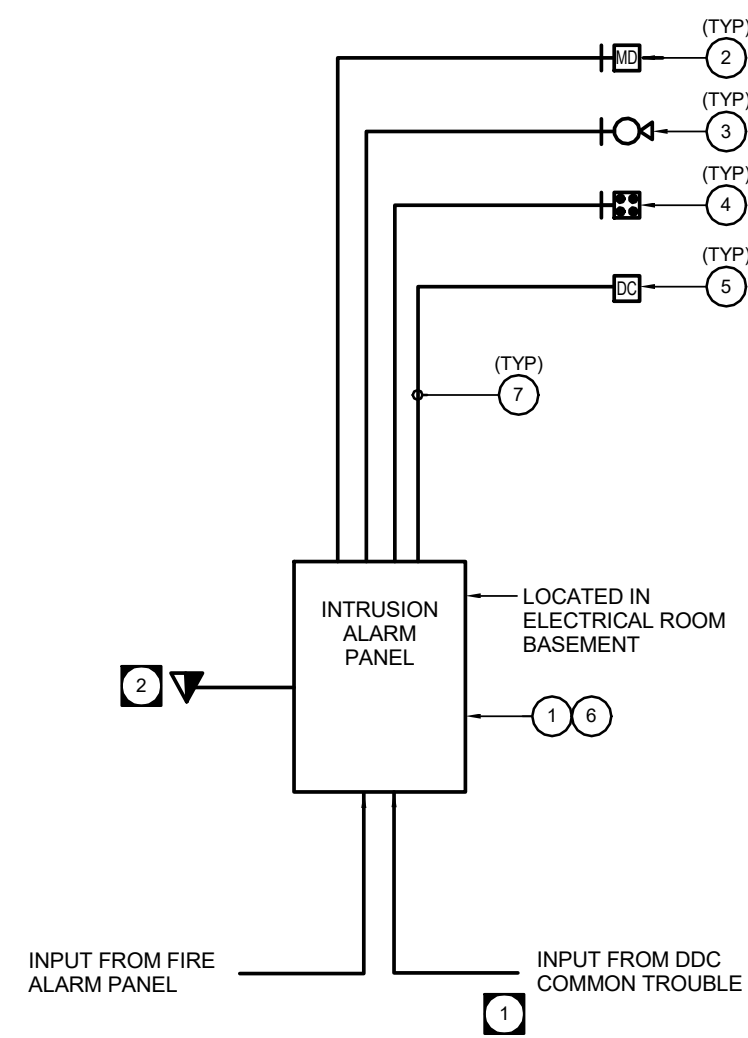 (TYP)
MD
2
(TYP)
3
(TYP)
4
(TYP)
DC
5
(TYP)
7
INTRUSION
ALARM
PANEL
LOCATED IN
ELECTRICAL ROOM
BASEMENT
2
1 6
INPUT FROM FIRE
ALARM PANEL
INPUT FROM DDC
COMMON TROUBLE
1